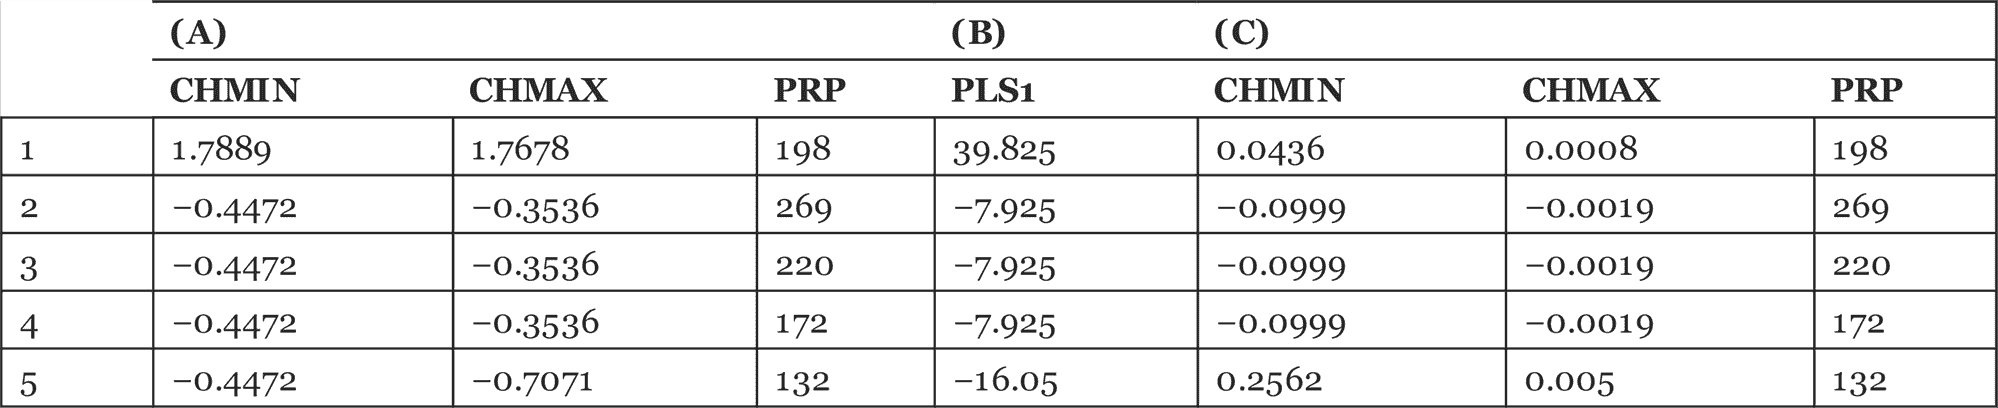 (A) (B) (C)
CHMIN CHMAX PRP PLS1 CHMIN CHMAX PRP
1 1.7889 1.7678 198 39.825 0.0436 0.0008 198
2 −0.4472 −0.3536 269 −7.925 −0.0999 −0.0019 269
3 −0.4472 −0.3536 220 −7.925 −0.0999 −0.0019 220
4 −0.4472 −0.3536 172 −7.925 −0.0999 −0.0019 172
5 −0.4472 −0.7071 132 −16.05 0.2562 0.005 132